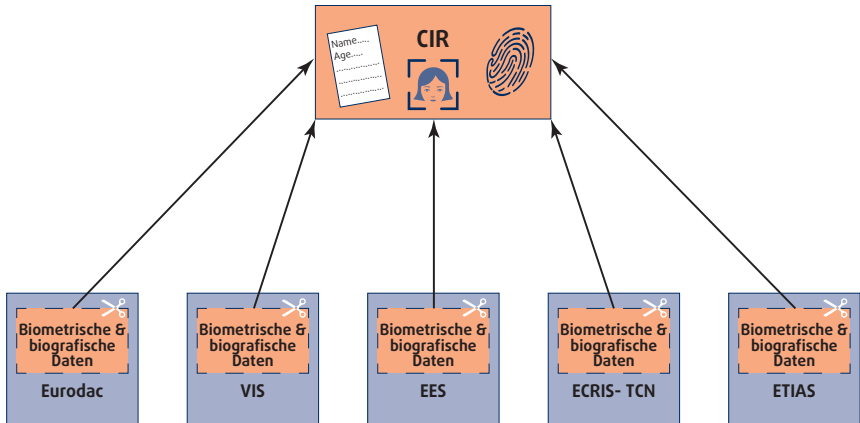 CIR
Name.....
Age.....
Biometrische &
biografische
Daten
Eurodac
Biometrische &
biografische
Daten
VIS
Biometrische &
biografische
Daten
EES
Biometrische &
biografische
Daten
ECRIS- TCN
Biometrische &
biografische
Daten
ETIAS